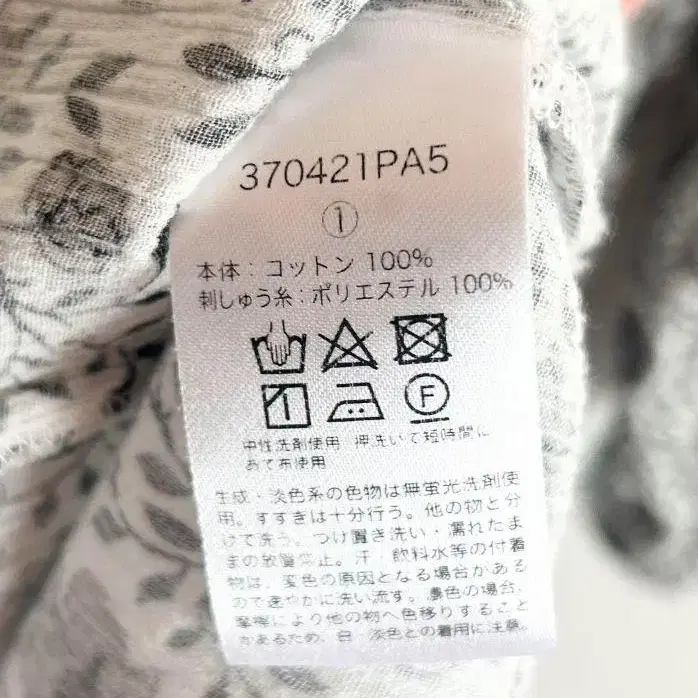 370421PA5
①
本体：コットン 100%
刺しゅう糸：ポリエステル 100%
F
中性洗剤使用 押洗いで短時間に
あて布使用
生成・淡色系の色物は無蛍光洗剤使
用。すすぎは十分行う。他の物と分
けて洗う。つけ置き洗い・濡れたま
まの放置禁止。汗・飲料水等の付着
物は、変色の原因となる場合がある
ので速やかに洗い流す。濃色の場合、
摩擦により他の物へ色移りすること
があるため、白・淡色との着用に注意。